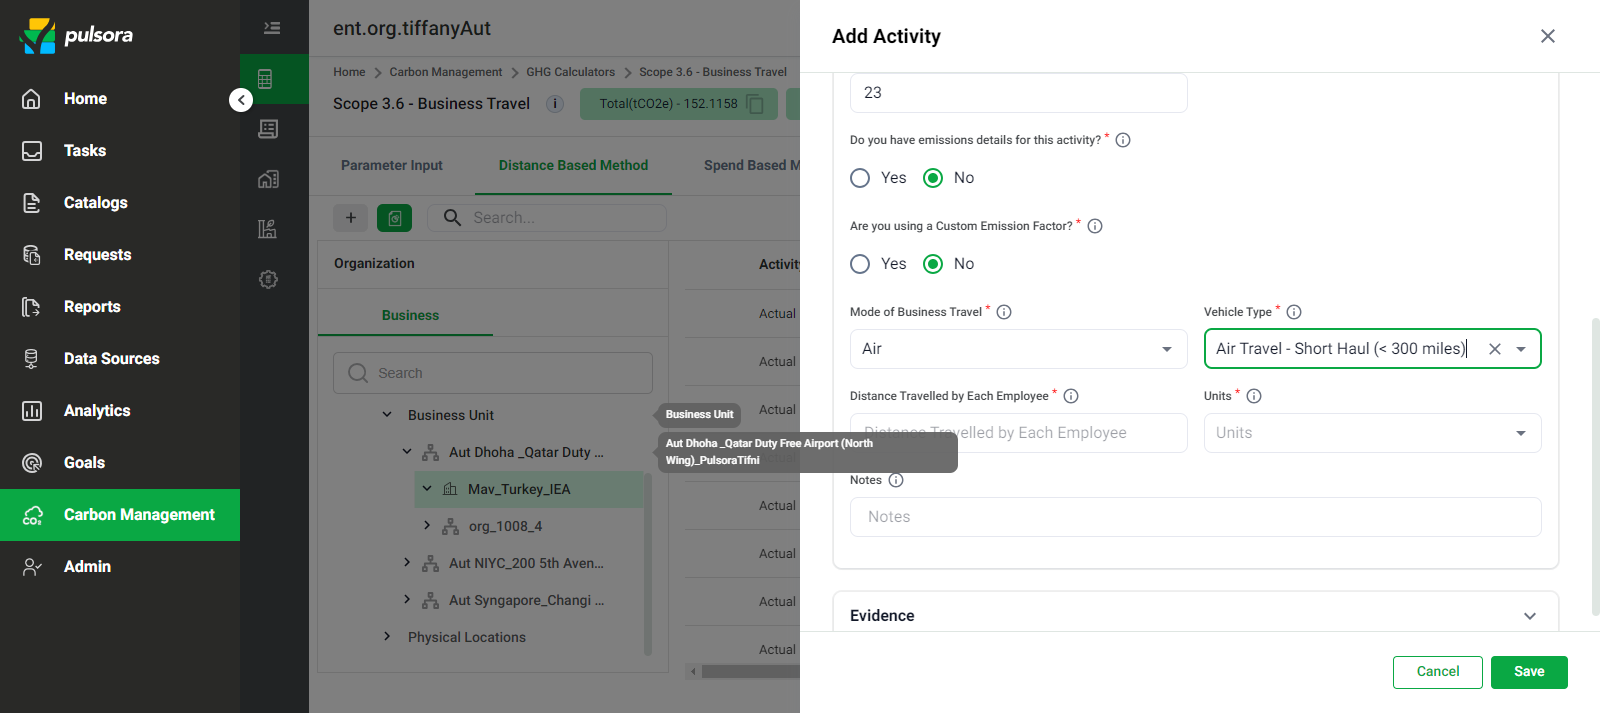 pulsora
Home
Tasks
Catalogs
Requests
Reports
Data Sources
Analytics
Goals
Carbon Management
Admin
ent.org.tiffanyAut
Home > Carbon Management > GHG Calculators > Scope 3.6 - Business Travel
Scope 3.6 - Business Travel
Total(tCO2e) - 152.1158
Parameter Input
Distance Based Method
Spend Based M
Search...
Organization
Business
Search
Business Unit
Aut Dhoha _Qatar Duty ...
Mav_Turkey_IEA
org_1008_4
Aut NIYC_200 5th Aven...
Aut Syngapore_Changi ...
Physical Locations
Business Unit
Aut Dhoha _Qatar Duty Free Airport (North
Wing)_PulsoraTifni
Activity
Actual
Actual
Actual
Actual
Actual
Actual
Actual
Actual
Add Activity
23
Do you have emissions details for this activity? *
Yes No
Are you using a Custom Emission Factor? *
Yes No
Mode of Business Travel *
Air
Vehicle Type *
Air Travel - Short Haul (< 300 miles)
Distance Travelled by Each Employee *
Distance Travelled by Each Employee
Units *
Units
Notes
Notes
Evidence
Cancel
Save